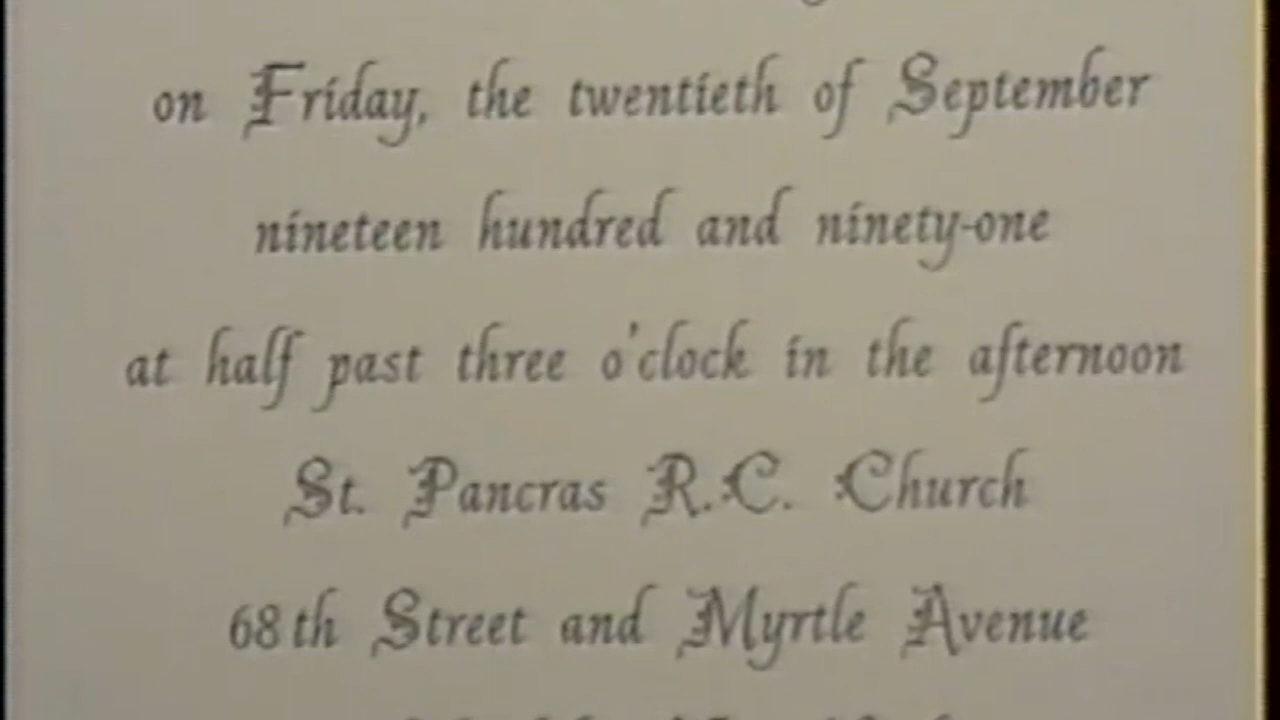 on Friday, the twentieth of September
nineteen hundred and ninety-one
at half past three o'clock in the afternoon
St. Pancras R.C. Church
68th Street and Myrtle Avenue